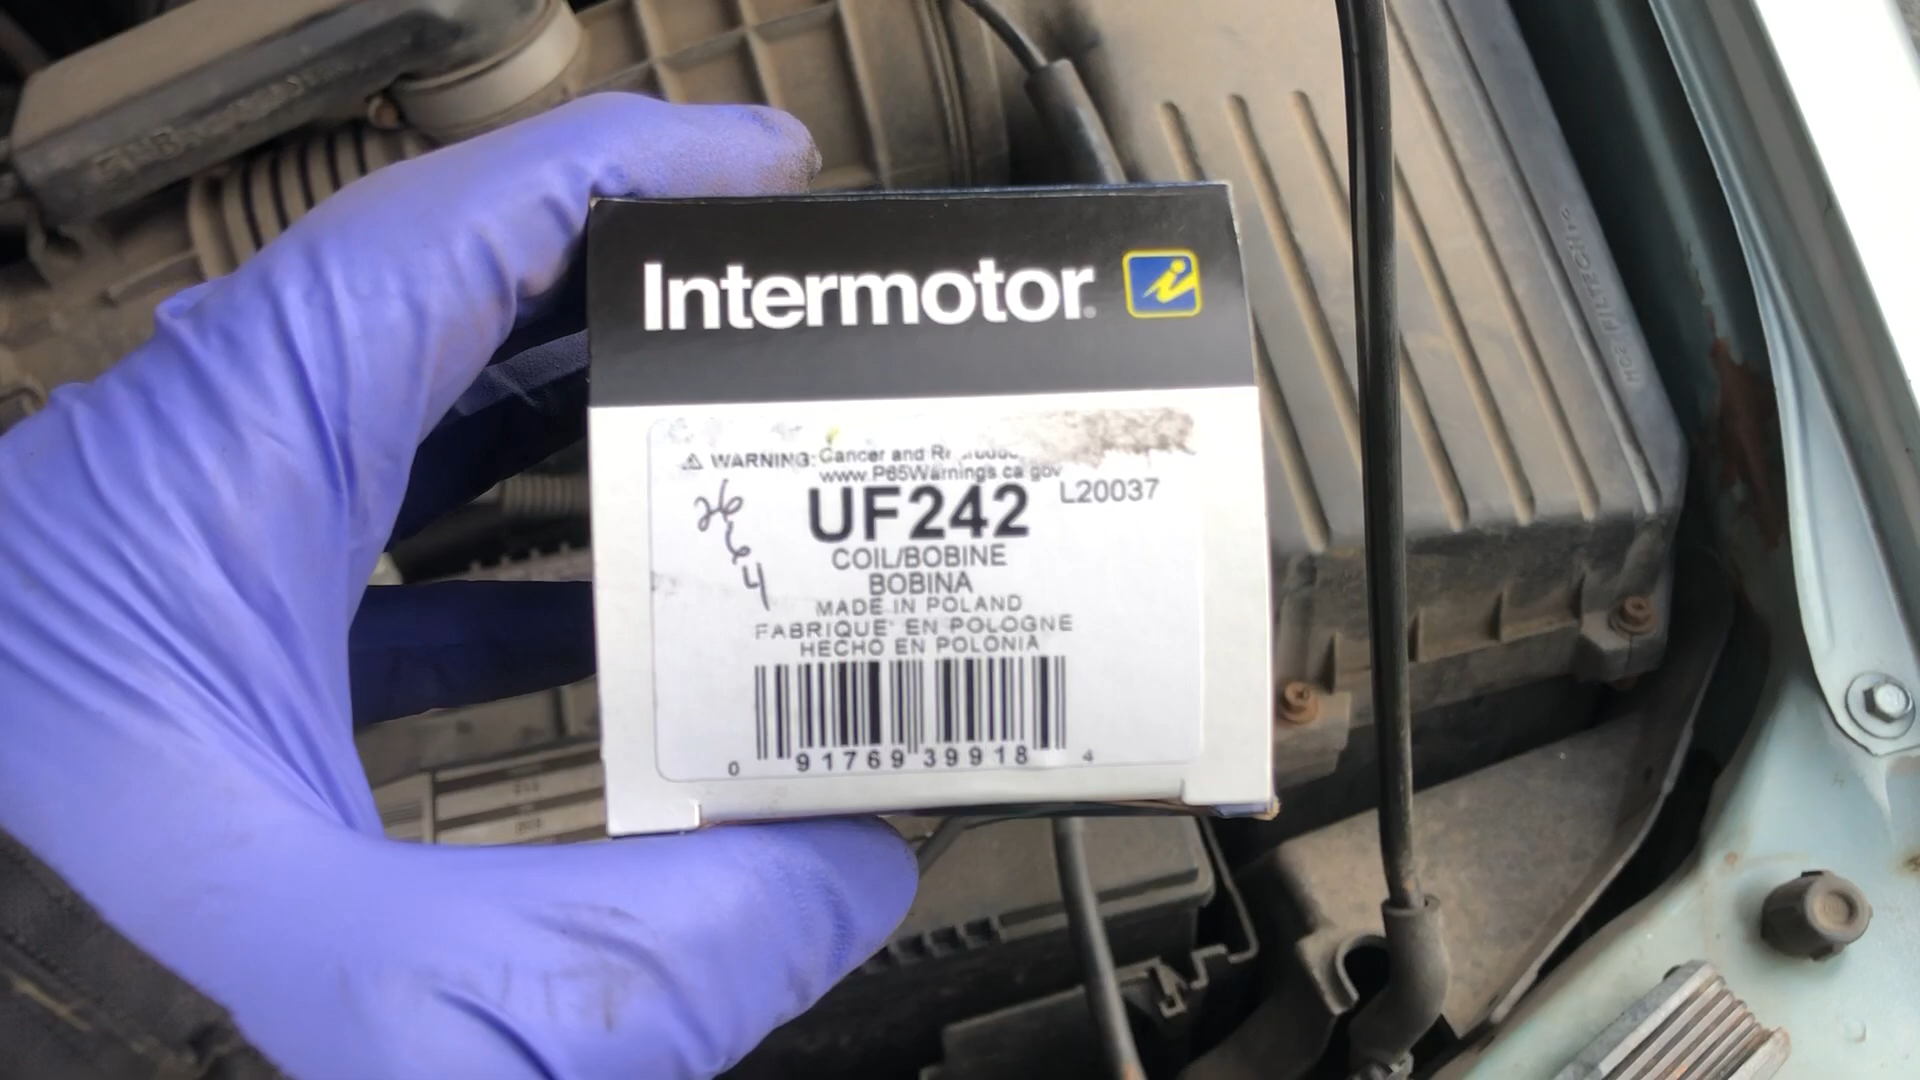 Intermotor
WARNING: Cancer and
www.P65Warnings.ca.gov
UF242 L20037
2664
COIL/BOBINE
BOBINA
MADE IN POLAND
FABRIQUE' EN POLOGNE
HECHO EN POLONIA
0 91769 39918 4